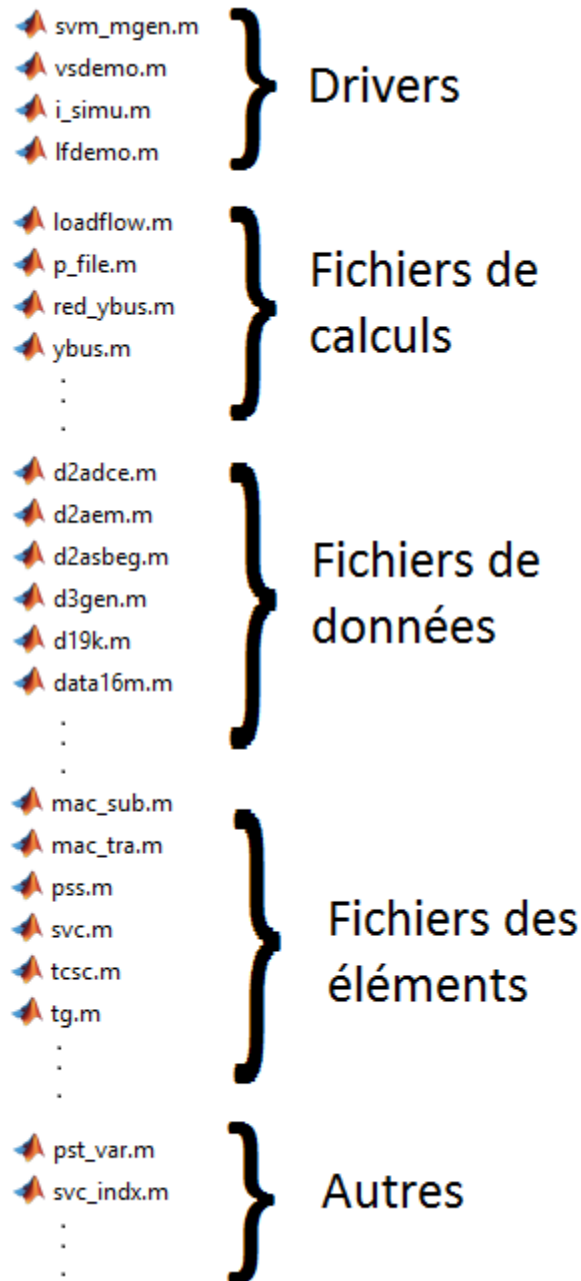 svm_mgen.m
vsdemo.m
i_simu.m
lfdemo.m
Drivers
loadflow.m
p_file.m
red_ybus.m
ybus.m
.
.
.
Fichiers de
calculs
d2adce.m
d2aem.m
d2asbeg.m
d3gen.m
d19k.m
data16m.m
.
.
.
Fichiers de
données
mac_sub.m
mac_tra.m
pss.m
svc.m
tcsc.m
tg.m
.
.
.
Fichiers des
éléments
pst_var.m
svc_indx.m
.
.
.
Autres